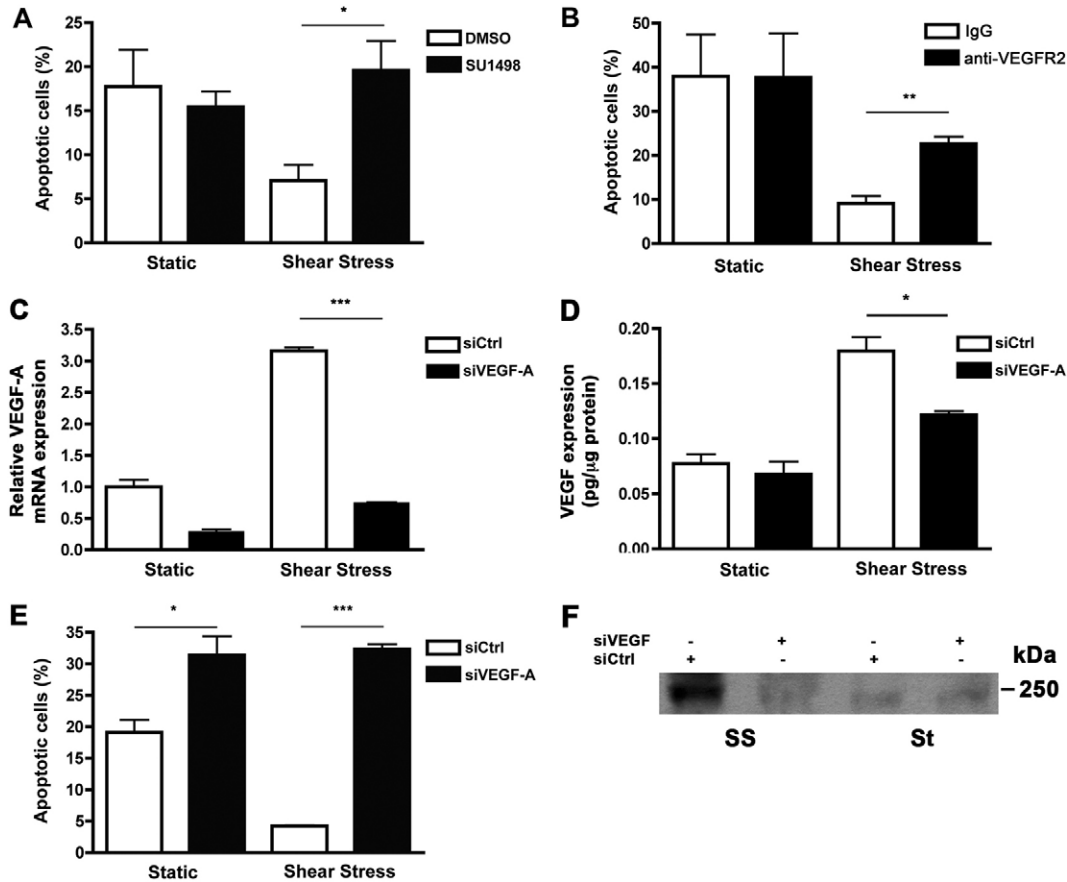 A
Apoptotic cells (%)
25
20
15
10
5
0
*
DMSO
SU1498
Static
Shear Stress
B
Apoptotic cells (%)
50
40
30
20
10
0
**
IgG
anti-VEGFR2
Static
Shear Stress
C
Relative VEGF-A
mRNA expression
3.5
3.0
2.5
2.0
1.5
1.0
0.5
0.0
***
siCtrl
siVEGF-A
Static
Shear Stress
D
VEGF expression
(pg/µg protein)
0.20
0.15
0.10
0.05
0.00
*
siCtrl
siVEGF-A
Static
Shear Stress
E
Apoptotic cells (%)
35
30
25
20
15
10
5
0
*
***
siCtrl
siVEGF-A
Static
Shear Stress
F
siVEGF - + - +
siCtrl + - + -
kDa
250
SS St